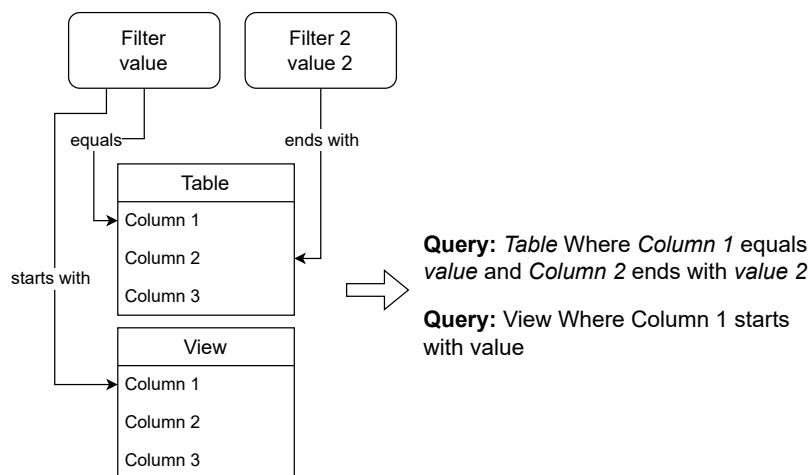 Filter
value
Filter 2
value 2
equals
ends with
Table
Column 1
Column 2
Column 3
starts with
View
Column 1
Column 2
Column 3
Query: Table Where Column 1 equals
value and Column 2 ends with value 2
Query: View Where Column 1 starts
with value